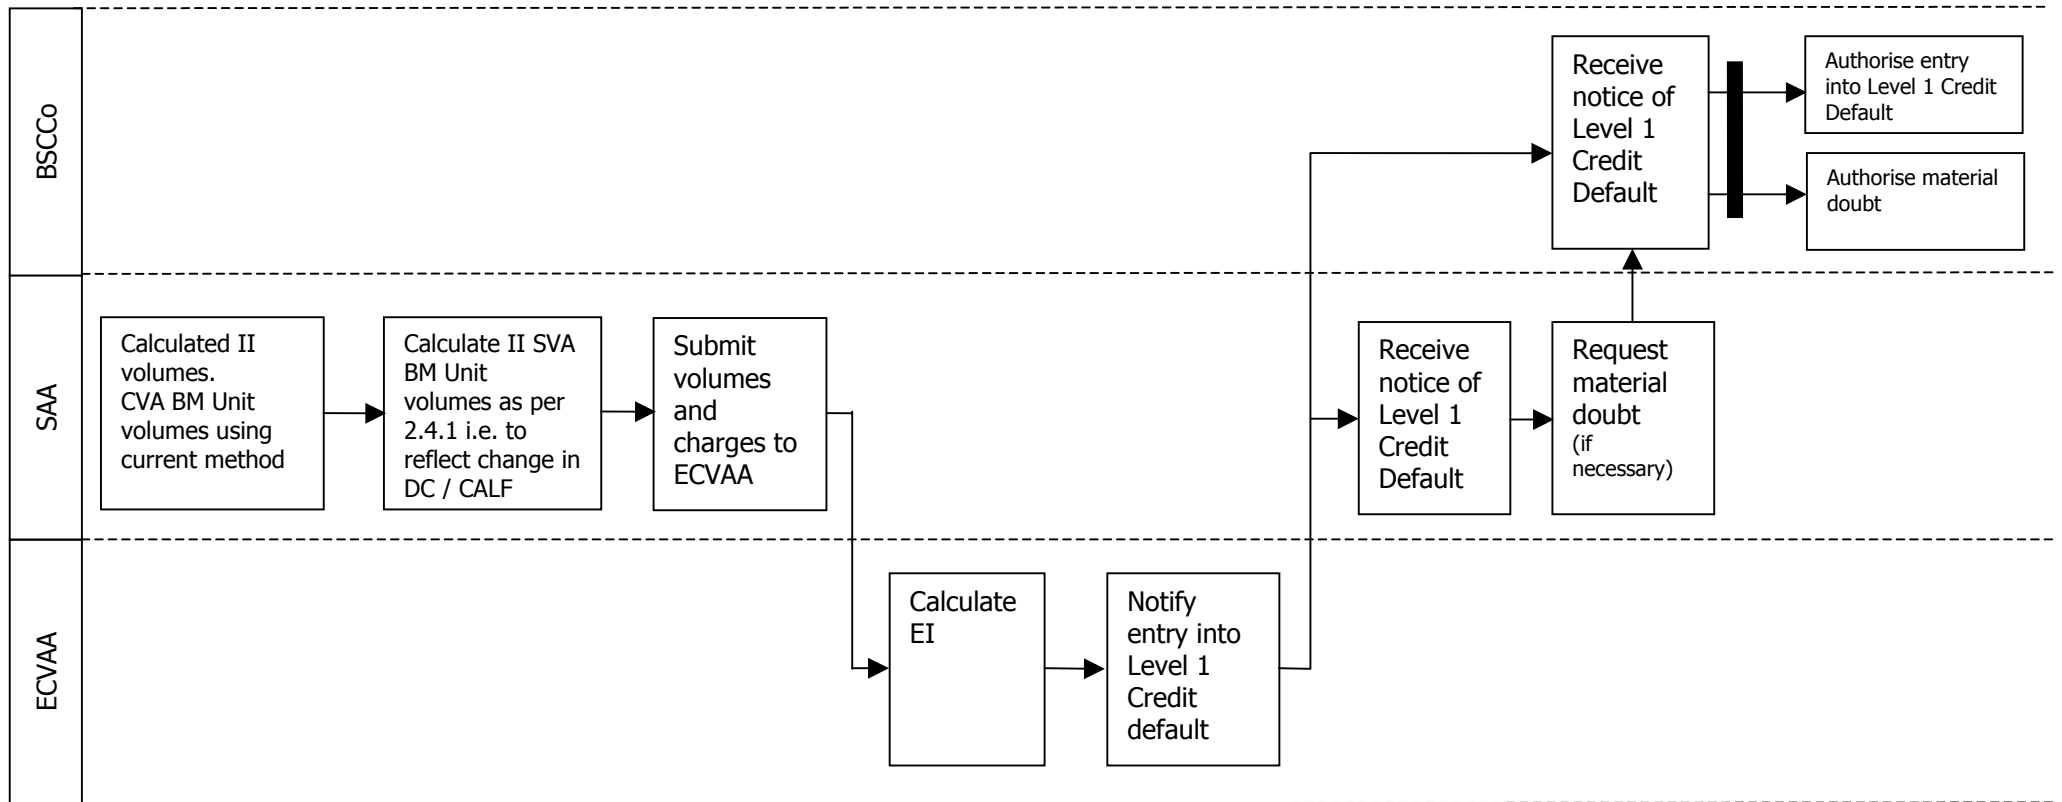 BSCCo
Receive
notice of
Level 1
Credit
Default
Authorise entry
into Level 1 Credit
Default
Authorise material
doubt
SAA
Calculated II
volumes.
CVA BM Unit
volumes using
current method
Calculate II SVA
BM Unit
volumes as per
2.4.1 i.e. to
reflect change in
DC / CALF
Submit
volumes
and
charges to
ECVAA
Receive
notice of
Level 1
Credit
Default
Request
material
doubt
(if
necessary)
ECVAA
Calculate
EI
Notify
entry into
Level 1
Credit
default